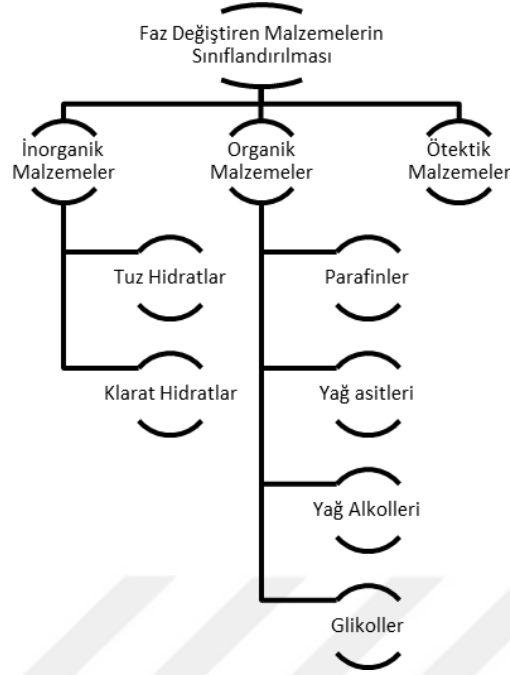 Faz Değiştiren Malzemelerin
Sınıflandırılması
İnorganik
Malzemeler
Organik
Malzemeler
Ötektik
Malzemeler
Tuz Hidratlar
Parafinler
Klarat Hidratlar
Yağ asitleri
Yağ Alkolleri
Glikoller